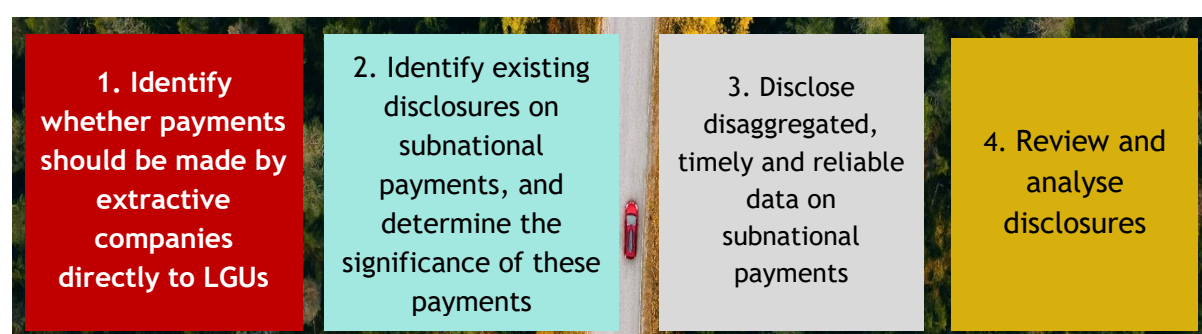 1. Identify
whether payments
should be made by
extractive
companies
directly to LGUs
2. Identify existing
disclosures on
subnational
payments, and
determine the
significance of these
payments
3. Disclose
disaggregated,
timely and reliable
data on
subnational
payments
4. Review and
analyse
disclosures